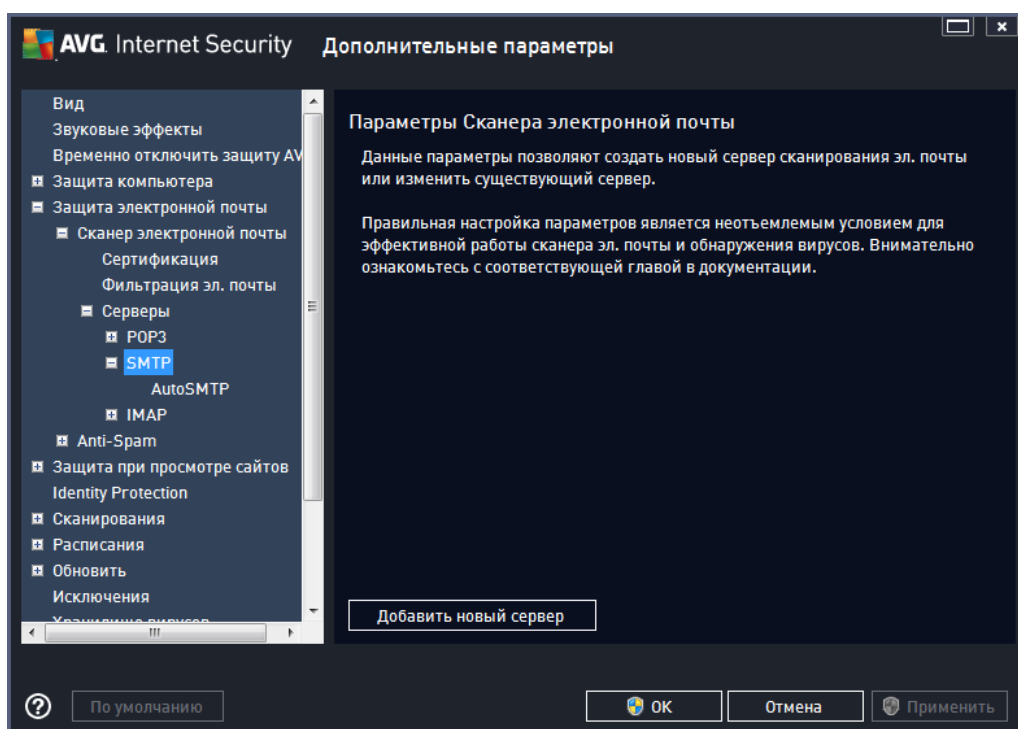 AVG. Internet Security Дополнительные параметры
Вид
Звуковые эффекты
Временно отключить защиту AV
Защита компьютера
Защита электронной почты
Сканер электронной почты
Сертификация
Фильтрация эл. почты
Серверы
POP3
SMTP
AutoSMTP
IMAP
Anti-Spam
Защита при просмотре сайтов
Identity Protection
Сканирования
Расписания
Обновить
Исключения
Хранилище вирусов
Параметры Сканера электронной почты
Данные параметры позволяют создать новый сервер сканирования эл. почты
или изменить существующий сервер.
Правильная настройка параметров является неотъемлемым условием для
эффективной работы сканера эл. почты и обнаружения вирусов. Внимательно
ознакомьтесь с соответствующей главой в документации.
Добавить новый сервер
По умолчанию
OK
Отмена
Применить